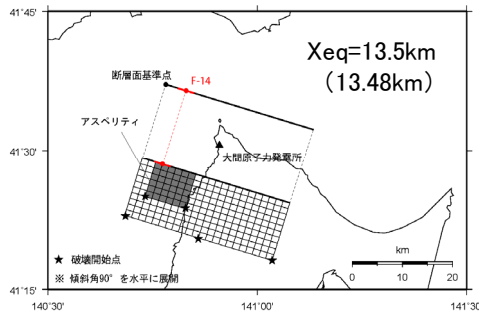 41°45'
Xeq=13.5km
（13.48km）
断層面基準点
F-14
アスペリティ
41°30'
大間原子力発電所
km
0 10 20
★ 破壊開始点
※ 傾斜角90°を水平に展開
41°15'
140°30' 141°00' 141°30'